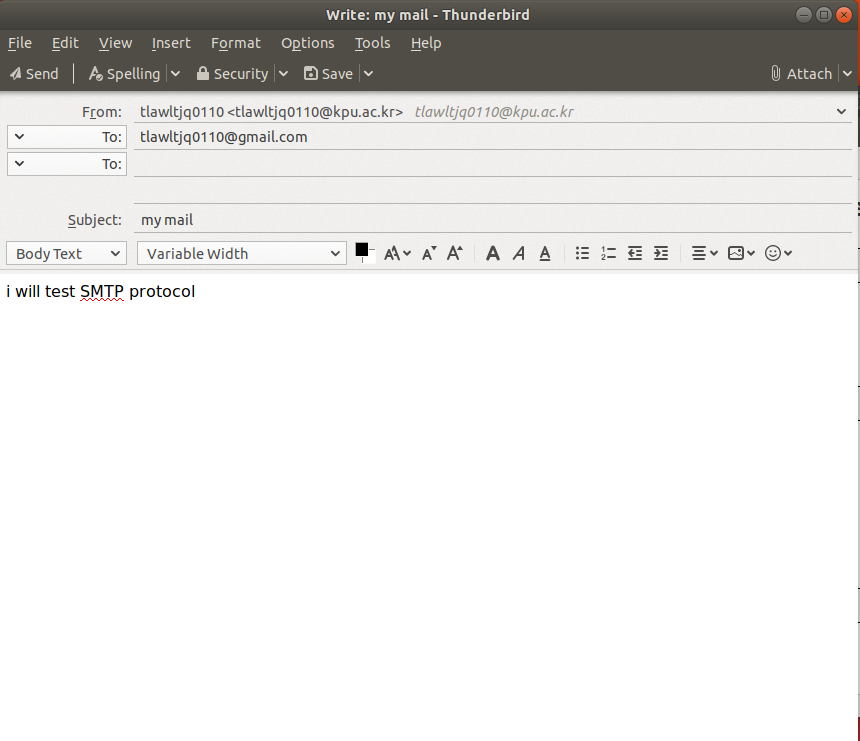 Write: my mail - Thunderbird
File Edit View Insert Format Options Tools Help
Send Spelling Security Save Attach
From: tlawltjq0110 <tlawltjq0110@kpu.ac.kr> tlawltjq0110@kpu.ac.kr
To: tlawltjq0110@gmail.com
To:
Subject: my mail
Body Text Variable Width
i will test SMTP protocol